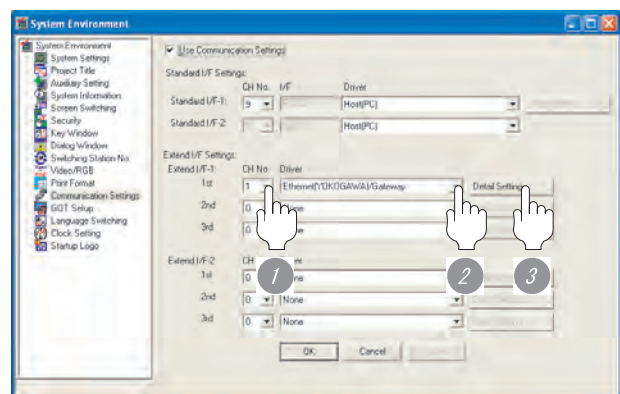 System Environment
System Environment
System Settings
Project Title
Auxiliary Setting
System Information
Screen Switching
Security
Key Window
Dialog Window
Switching Station No.
Video/RGB
Print Format
Communication Settings
GOT Setup
Language Switching
Clock Setting
Startup Logo
Use Communication Settings
Standard I/F Settings:
CH No. I/F Driver
Standard I/F-1: 9 Host(PC)
Standard I/F-2: Host(PC)
Extend I/F Settings:
Extend I/F-1: CH No. Driver
1st 1 Ethernet(YOKOGAWA)/Gateway Detail Setting
2nd 0
3rd 0
Extend I/F-2: CH
1st 0 None
2nd 0 None
3rd 0 None
1 2 3
OK Cancel